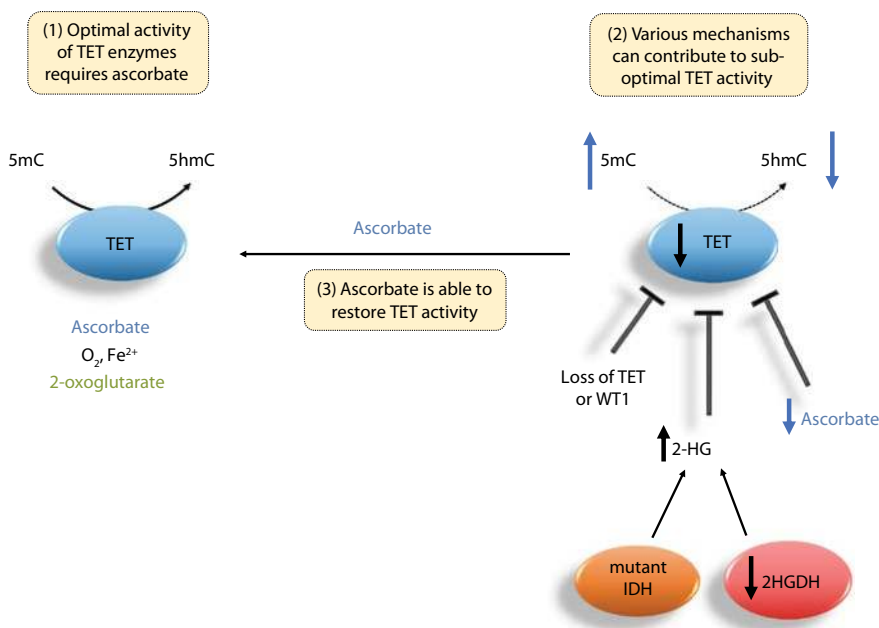 (1) Optimal activity
of TET enzymes
requires ascorbate
(2) Various mechanisms
can contribute to sub-
optimal TET activity
5mC
5hmC
TET
Ascorbate
O₂, Fe²⁺
2-oxoglutarate
Ascorbate
(3) Ascorbate is able to
restore TET activity
5mC
5hmC
TET
Loss of TET
or WT1
Ascorbate
2-HG
mutant
IDH
2HGDH